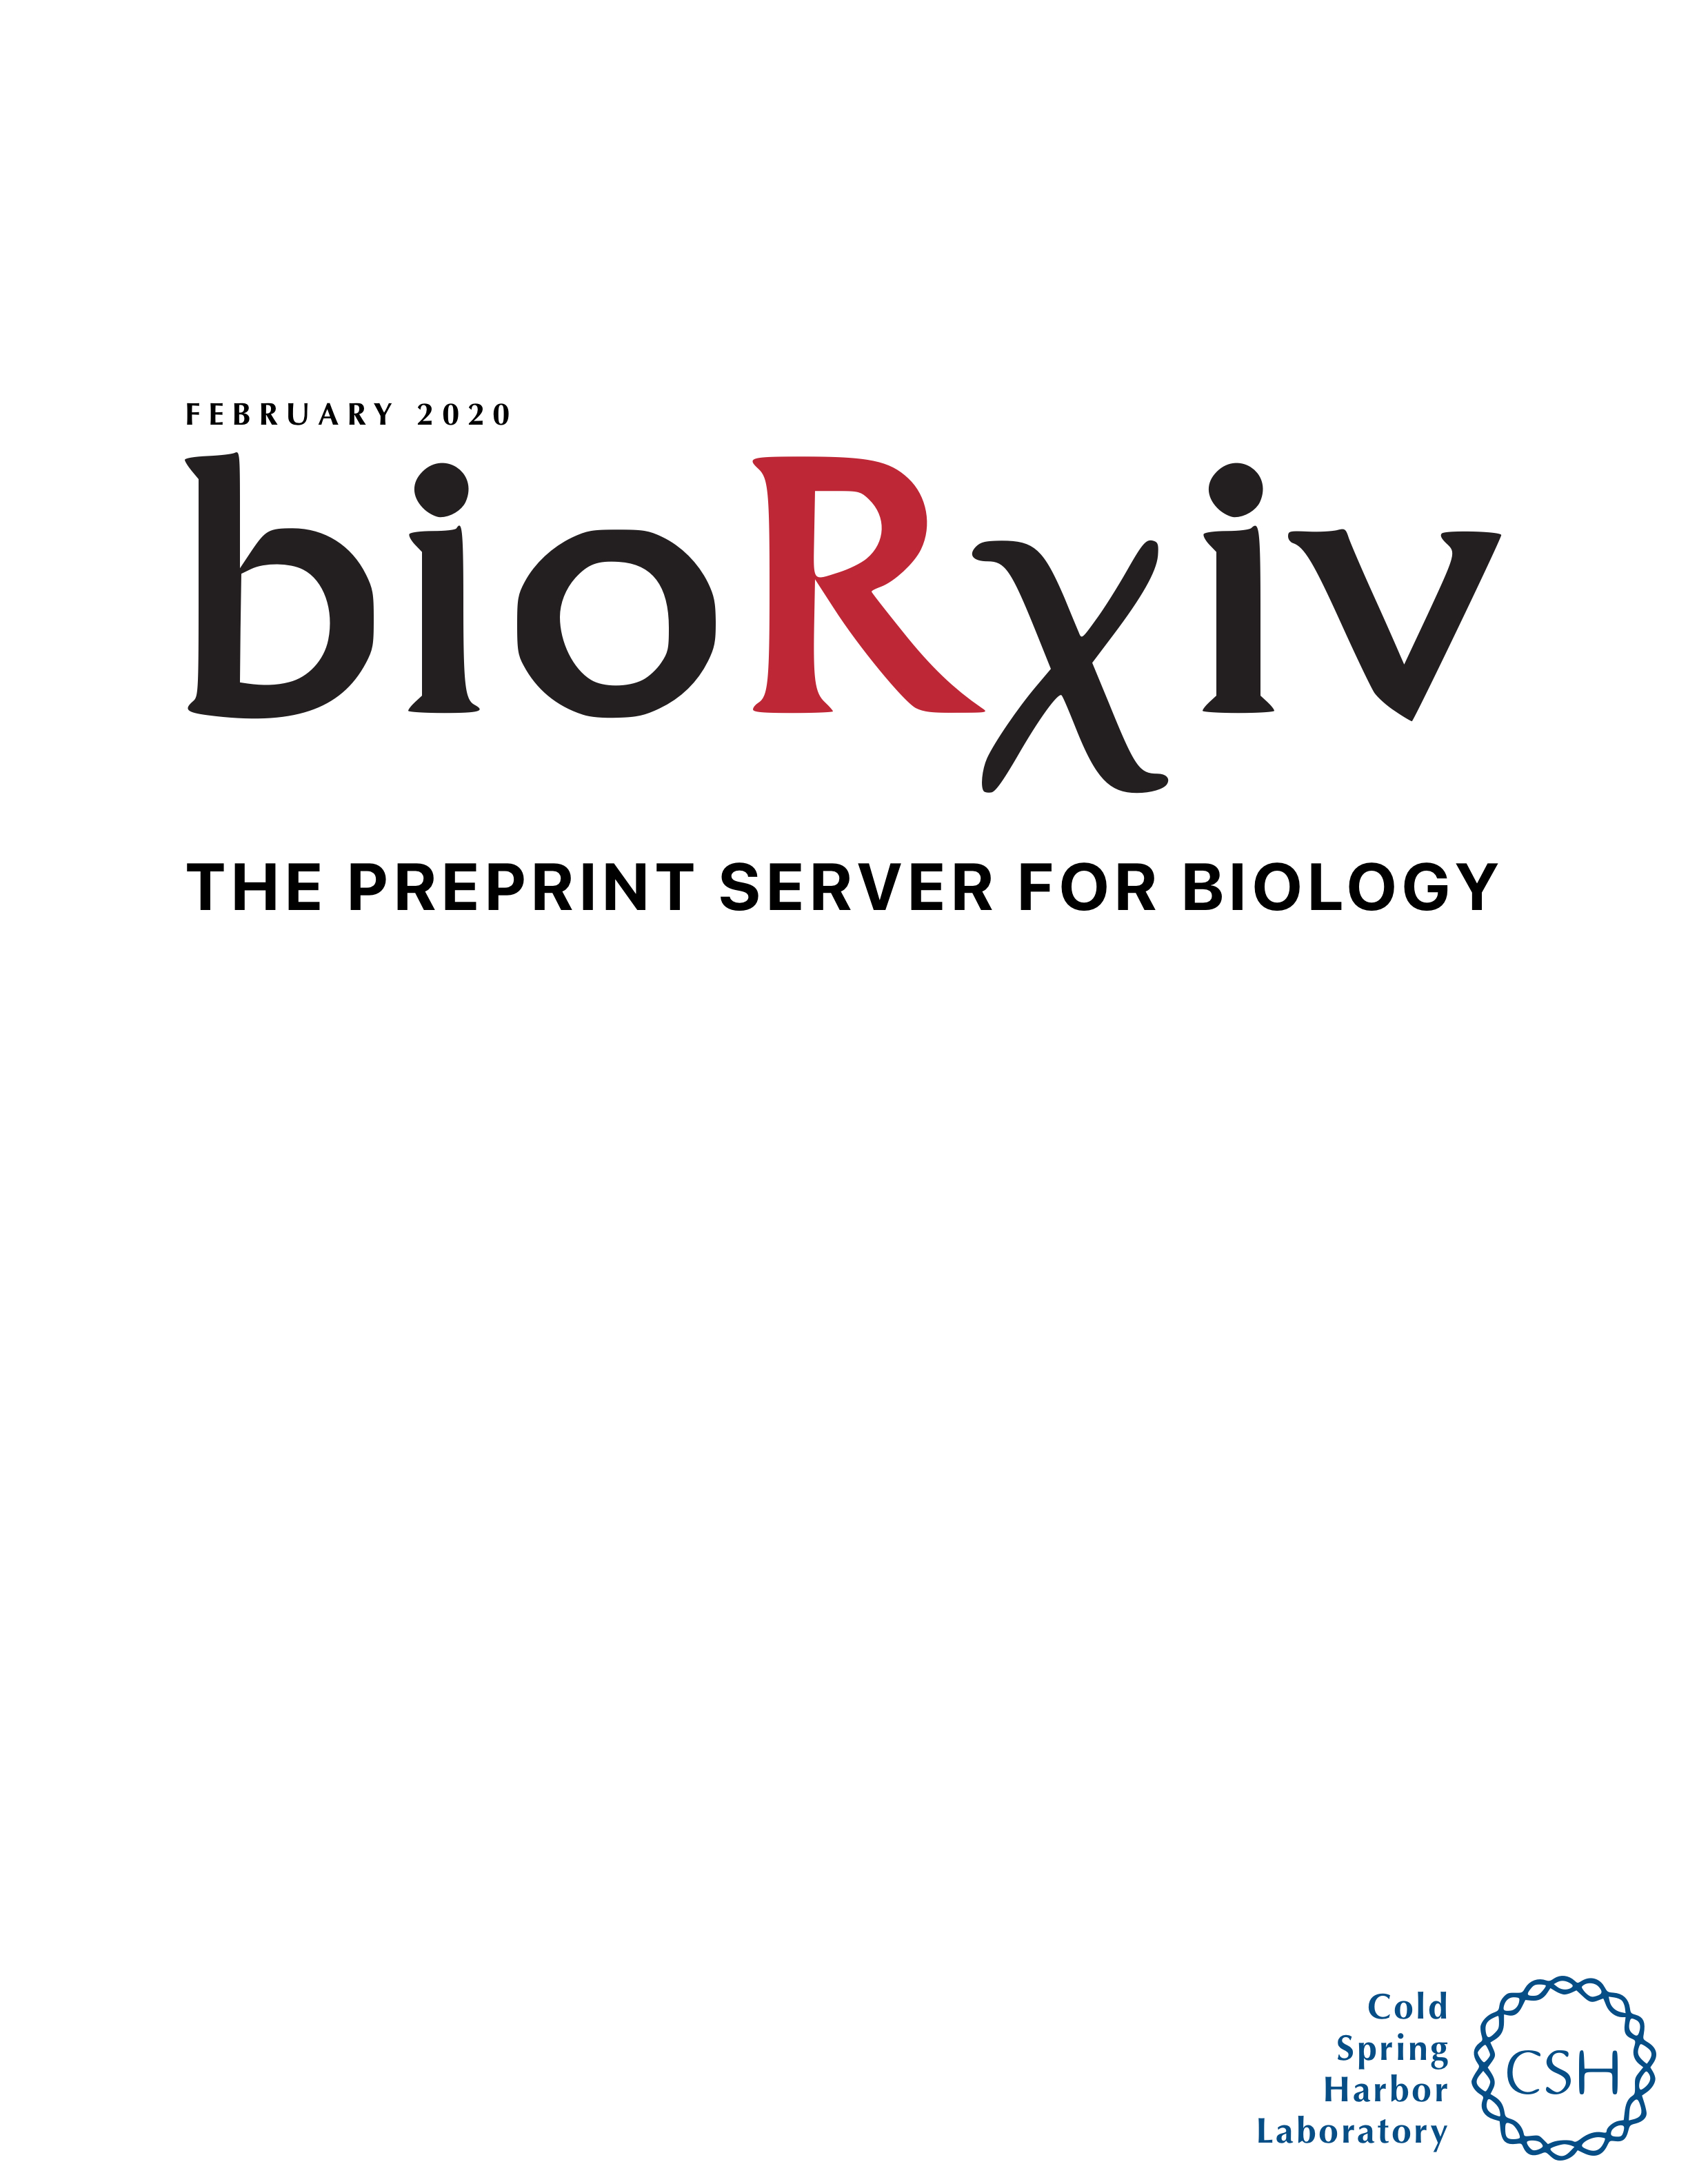 FEBRUARY 2020
bioRχiv
THE PREPRINT SERVER FOR BIOLOGY
Cold
Spring
Harbor
Laboratory
CSH